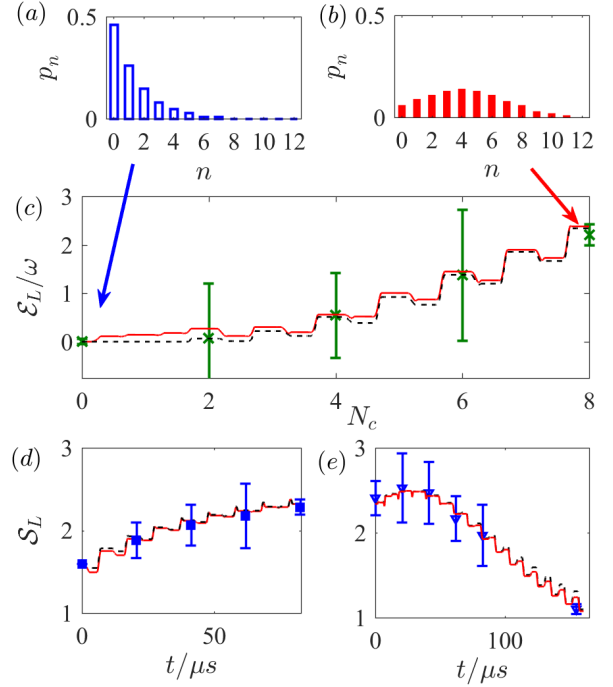 (a) (b)
0.5 0.5
p_n p_n
0 0
0 2 4 6 8 10 12 0 2 4 6 8 10 12
n n
(c)
3
2
1
0
ℰ_L/ω
0 2 4 6 8
N_c
(d) (e)
3 3
2 2
1 1
𝒮_L
0 50 0 100
t/μs t/μs